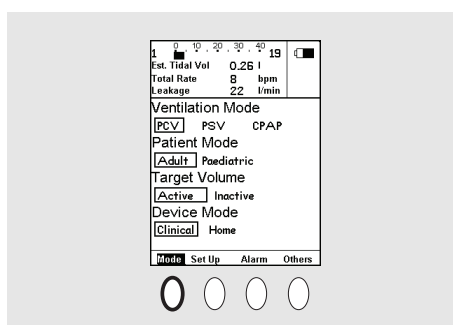 0 10 20 30 40
1 19
Est. Tidal Vol 0.26 l
Total Rate 8 bpm
Leakage 22 l/min
Ventilation Mode
PCV PSV CPAP
Patient Mode
Adult Paediatric
Target Volume
Active Inactive
Device Mode
Clinical Home
Mode Set Up Alarm Others